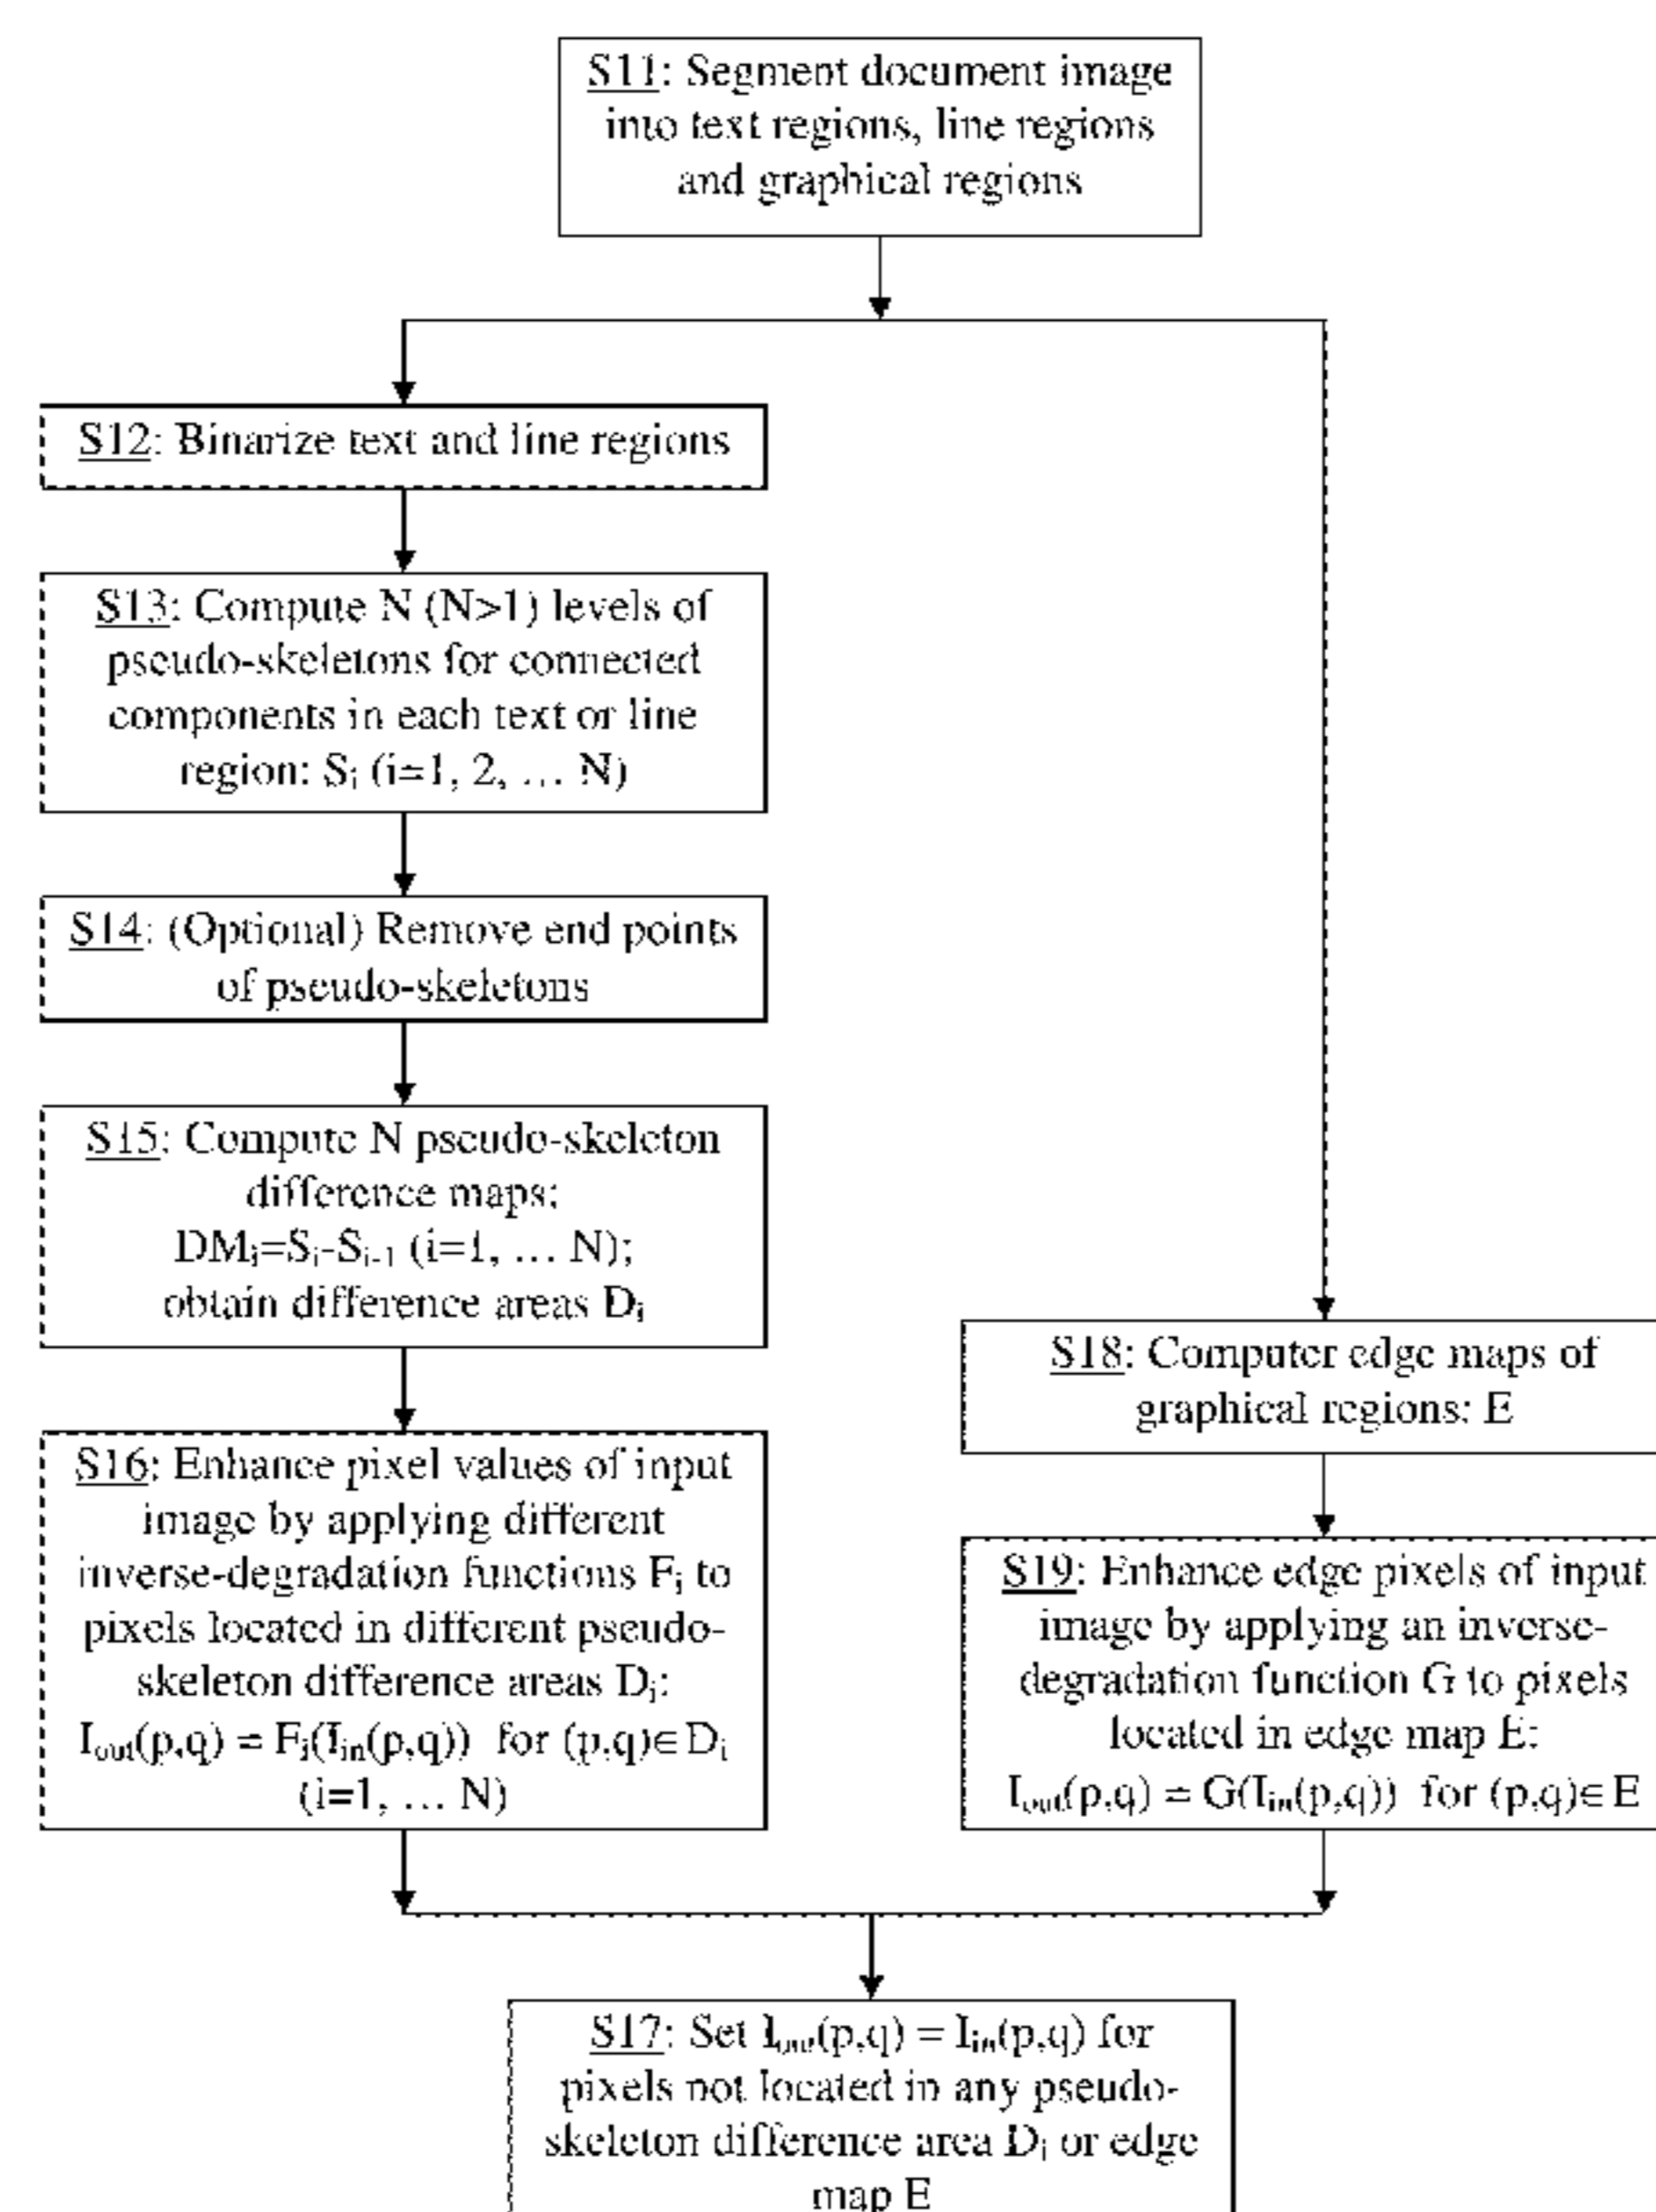 S11: Segment document image
into text regions, line regions
and graphical regions
S12: Binarize text and line regions
S13: Compute N (N>1) levels of
pseudo-skeletons for connected
components in each text or line
region: Sᵢ (i=1, 2, … N)
S14: (Optional) Remove end points
of pseudo-skeletons
S15: Compute N pseudo-skeleton
difference maps:
DMᵢ=Sᵢ-Sᵢ₋₁ (i=1, … N);
obtain difference areas Dᵢ
S16: Enhance pixel values of input
image by applying different
inverse-degradation functions Fᵢ to
pixels located in different pseudo-
skeleton difference areas Dᵢ:
Iout(p,q) = Fᵢ(Iin(p,q)) for (p,q)∈Dᵢ
(i=1, … N)
S18: Computer edge maps of
graphical regions: E
S19: Enhance edge pixels of input
image by applying an inverse-
degradation function G to pixels
located in edge map E:
Iout(p,q) = G(Iin(p,q)) for (p,q)∈E
S17: Set Iout(p,q) = Iin(p,q) for
pixels not located in any pseudo-
skeleton difference area Dᵢ or edge
map E